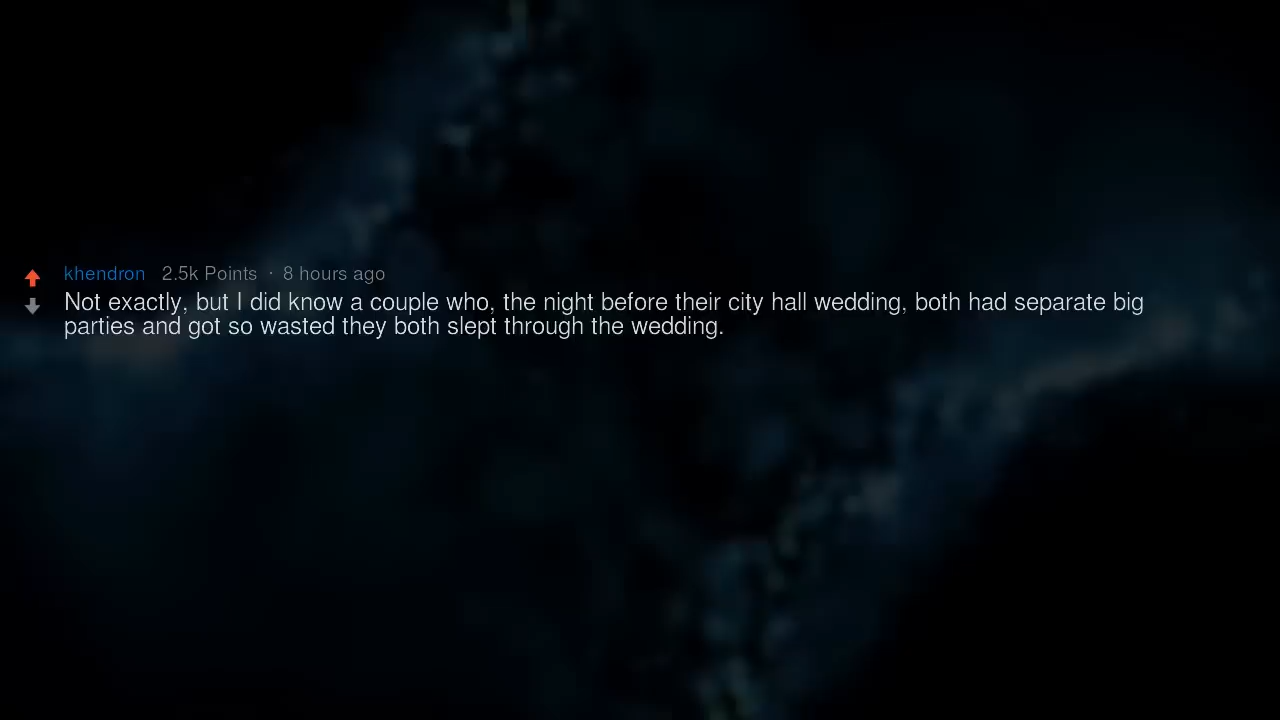 khendron 2.5k Points · 8 hours ago
Not exactly, but I did know a couple who, the night before their city hall wedding, both had separate big
parties and got so wasted they both slept through the wedding.